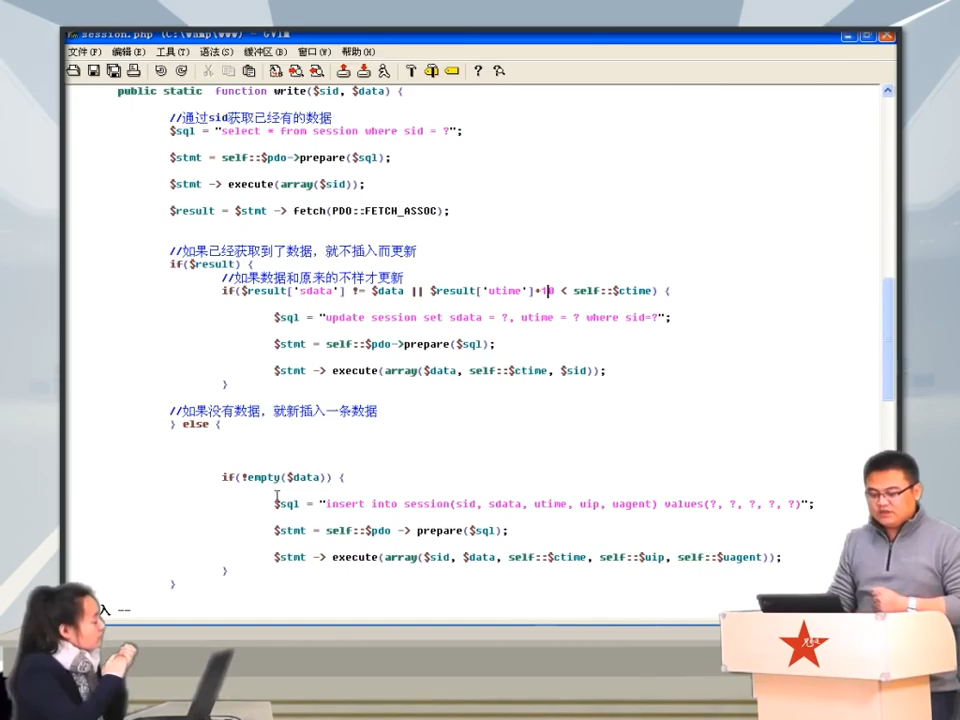 session.php (C:\wamp\www) - GVIM
文件(F) 编辑(E) 工具(T) 语法(S) 缓冲区(B) 窗口(W) 帮助(H)
public static function write($sid, $data) {
//通过sid获取已经有的数据
$sql = "select * from session where sid = ?";
$stmt = self::$pdo->prepare($sql);
$stmt -> execute(array($sid));
$result = $stmt -> fetch(PDO::FETCH_ASSOC);
//如果已经获取到了数据，就不插入而更新
if($result) {
//如果数据和原来的不样才更新
if($result['sdata'] != $data || $result['utime']+10 < self::$ctime) {
$sql = "update session set sdata = ?, utime = ? where sid=?";
$stmt = self::$pdo->prepare($sql);
$stmt -> execute(array($data, self::$ctime, $sid));
}
//如果没有数据，就新插入一条数据
} else {
if(!empty($data)) {
$sql = "insert into session(sid, sdata, utime, uip, uagent) values(?, ?, ?, ?, ?)";
$stmt = self::$pdo -> prepare($sql);
$stmt -> execute(array($sid, $data, self::$ctime, self::$uip, self::$uagent));
}
}
入 --